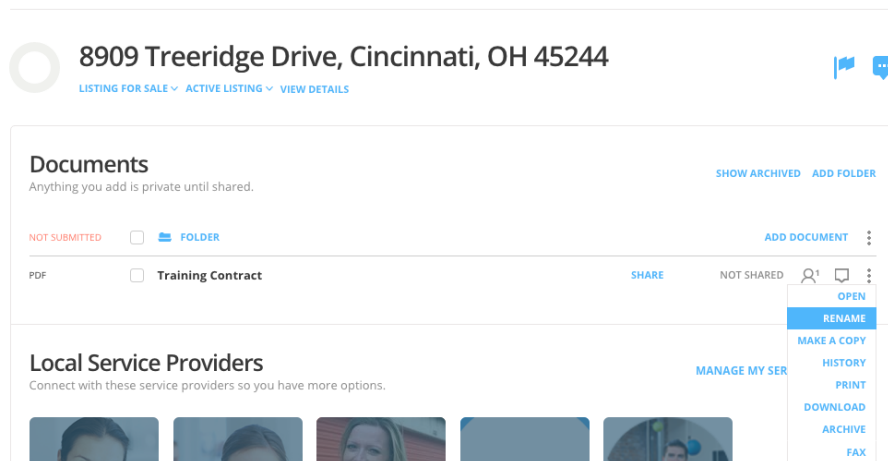 8909 Treeridge Drive, Cincinnati, OH 45244
LISTING FOR SALE ACTIVE LISTING VIEW DETAILS
Documents
Anything you add is private until shared.
SHOW ARCHIVED ADD FOLDER
NOT SUBMITTED FOLDER ADD DOCUMENT
PDF Training Contract SHARE NOT SHARED 1
OPEN
RENAME
MAKE A COPY
HISTORY
PRINT
DOWNLOAD
ARCHIVE
FAX
Local Service Providers
Connect with these service providers so you have more options.
MANAGE MY SER